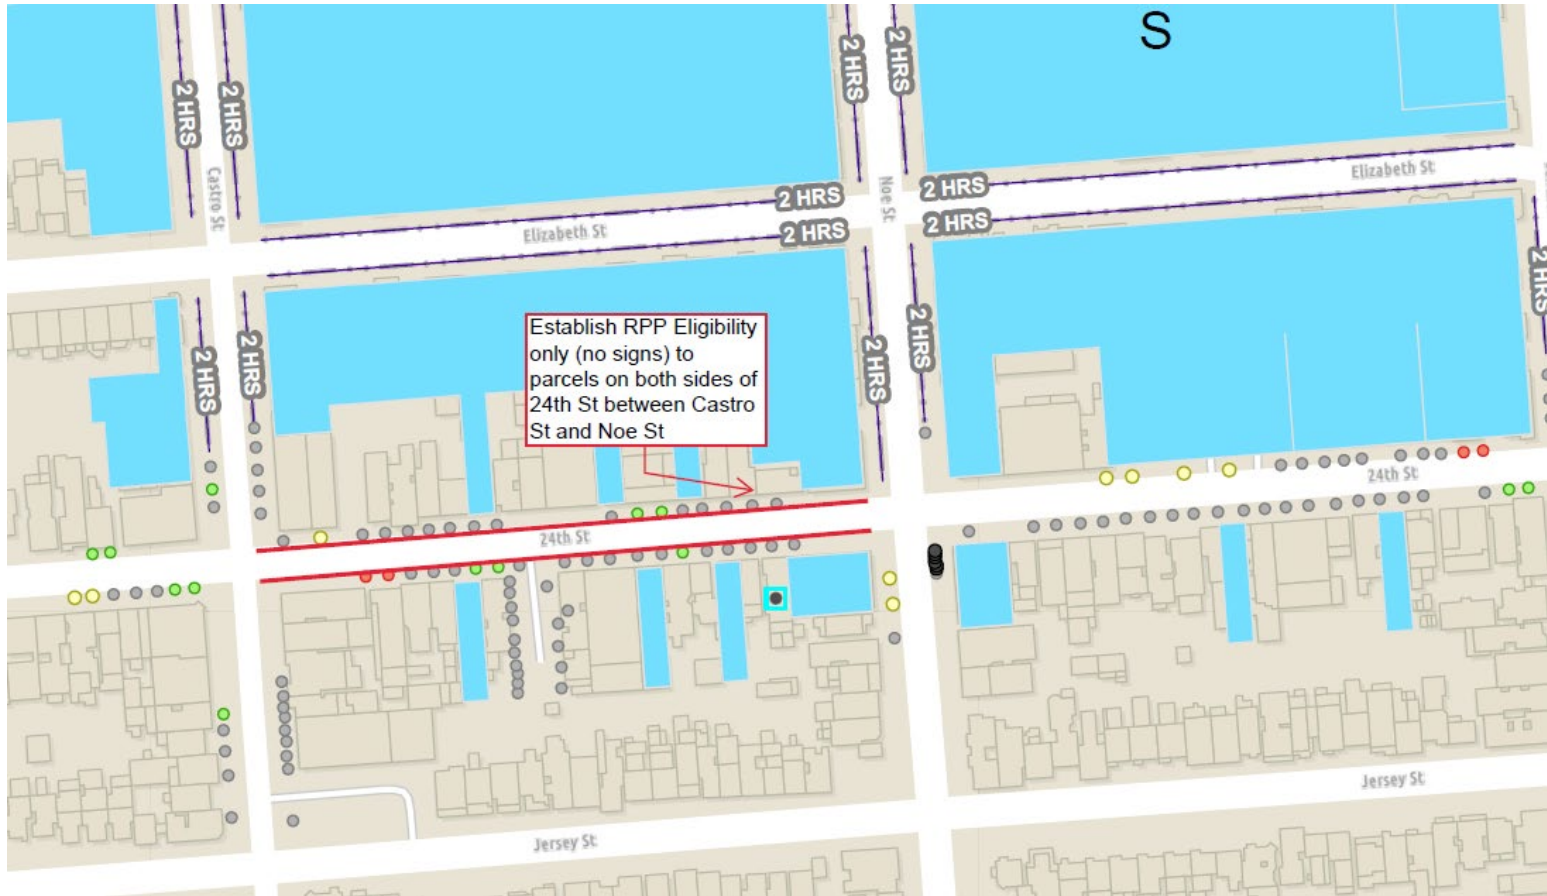 S
2 HRS
2 HRS
2 HRS
2 HRS
Castro St
Noe St
2 HRS
2 HRS
Elizabeth St
Elizabeth St
2 HRS
2 HRS
2 HRS
2 HRS
2 HRS
2 HRS
2 HRS
2 HRS
Establish RPP Eligibility
only (no signs) to
parcels on both sides of
24th St between Castro
St and Noe St
24th St
24th St
Jersey St
Jersey St